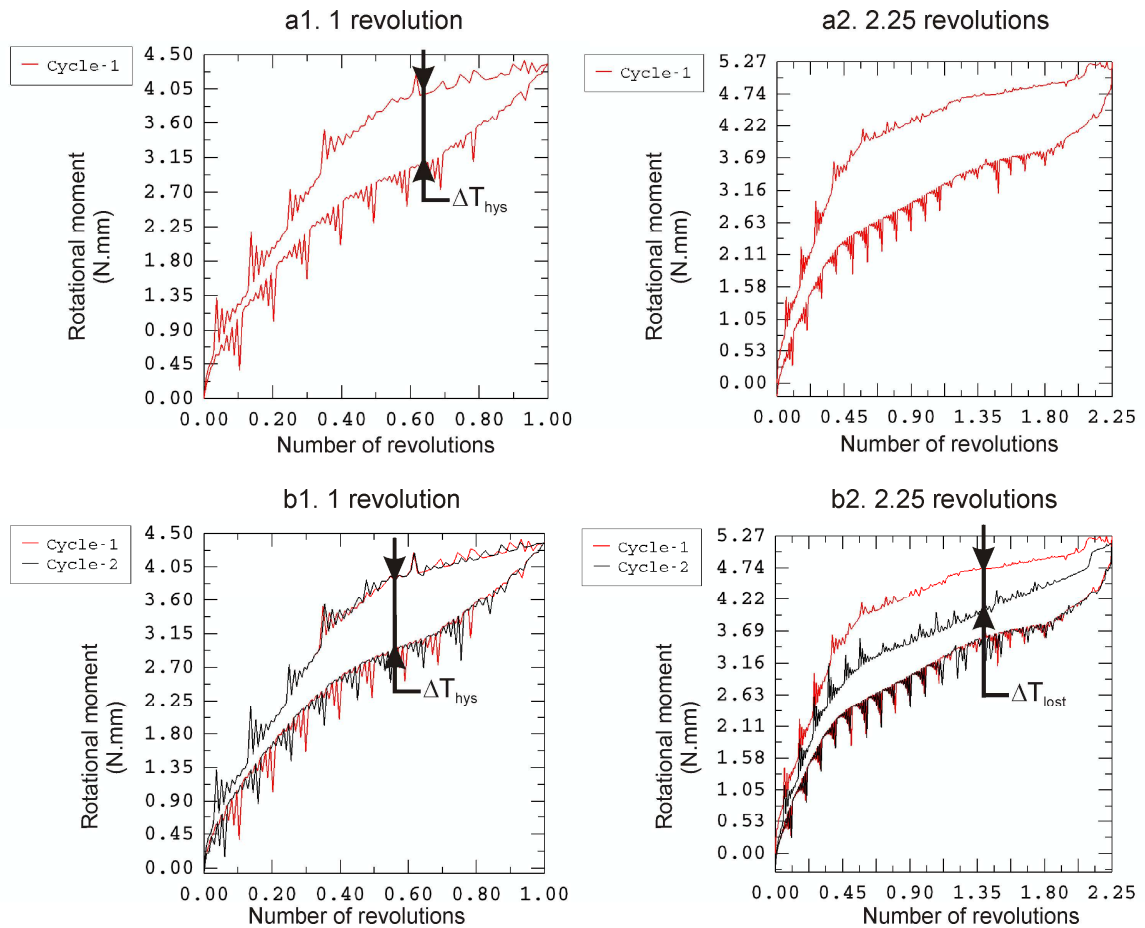 a1. 1 revolution
Cycle-1
Rotational moment
(N.mm)
4.50
4.05
3.60
3.15
2.70
2.25
1.80
1.35
0.90
0.45
0.00
ΔThys
0.00 0.20 0.40 0.60 0.80 1.00
Number of revolutions
a2. 2.25 revolutions
Cycle-1
Rotational moment
(N.mm)
5.27
4.74
4.22
3.69
3.16
2.63
2.11
1.58
1.05
0.53
0.00
0.00 0.45 0.90 1.35 1.80 2.25
Number of revolutions
b1. 1 revolution
Cycle-1
Cycle-2
Rotational moment
(N.mm)
4.50
4.05
3.60
3.15
2.70
2.25
1.80
1.35
0.90
0.45
0.00
ΔThys
0.00 0.20 0.40 0.60 0.80 1.00
Number of revolutions
b2. 2.25 revolutions
Cycle-1
Cycle-2
Rotational moment
(N.mm)
5.27
4.74
4.22
3.69
3.16
2.63
2.11
1.58
1.05
0.53
0.00
ΔTlost
0.00 0.45 0.90 1.35 1.80 2.25
Number of revolutions